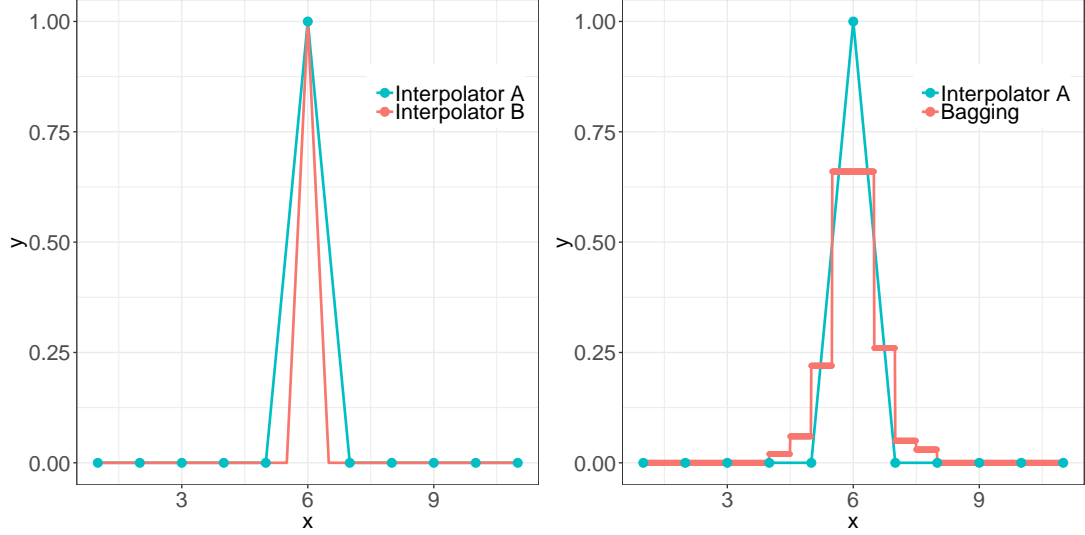 1.00
0.75
0.50
0.25
0.00
y
3
6
9
x
Interpolator A
Interpolator B
1.00
0.75
0.50
0.25
0.00
y
3
6
9
x
Interpolator A
Bagging